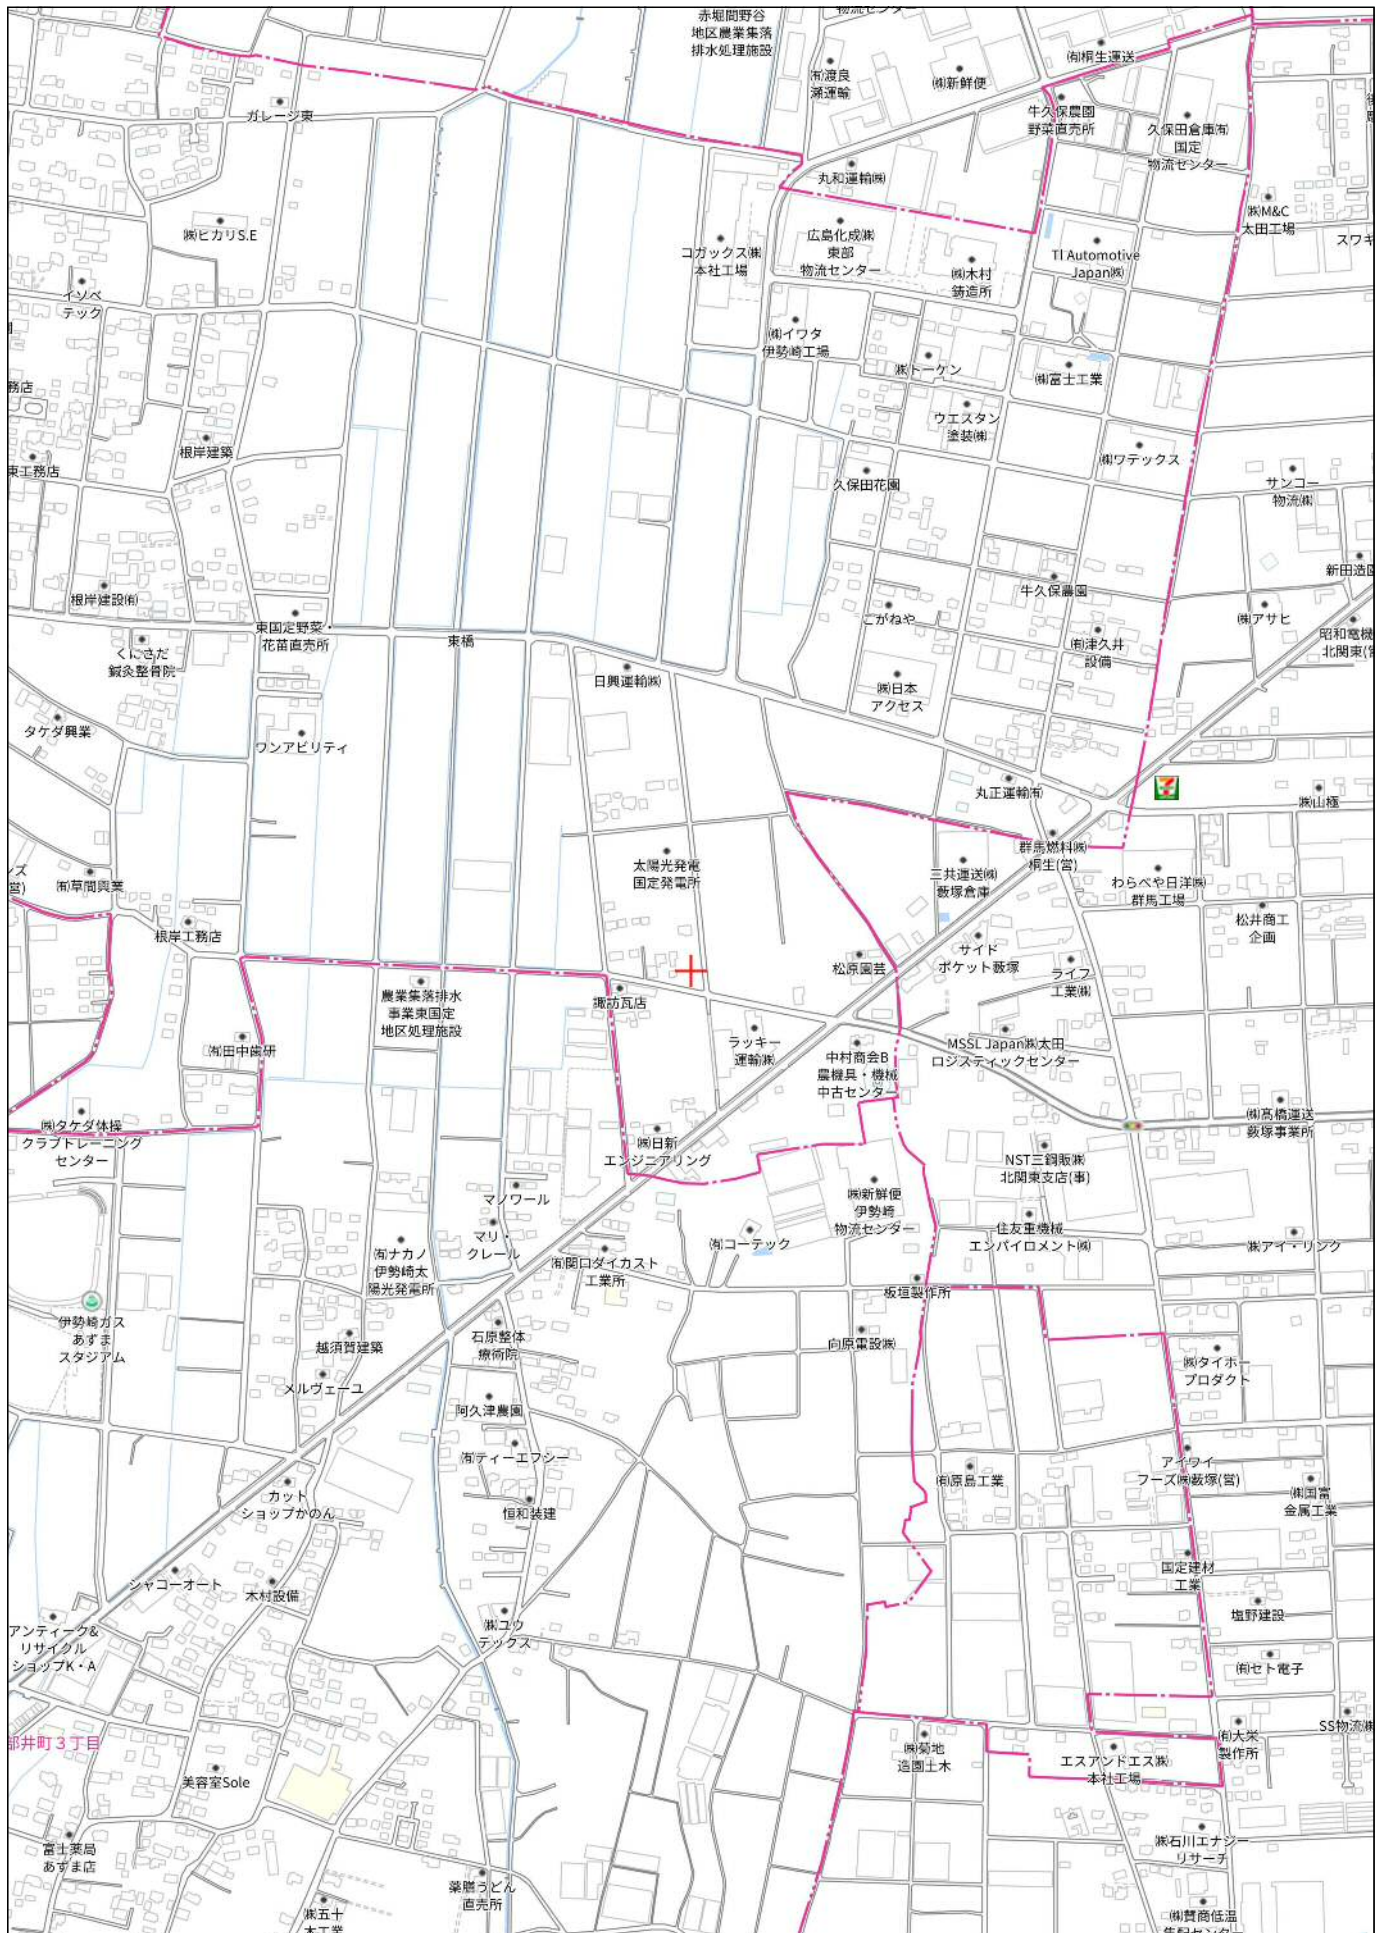 物流センター
赤堀間野谷
地区農業集落
排水処理施設
㈲桐生運送
㈲渡良
瀬運輸
㈱新鮮便
ガレージ東
牛久保農園
野菜直売所
久保田倉庫㈲
国定
物流センター
丸和運輸㈱
㈱ヒカリS.E
コガックス㈱
本社工場
広島化成㈱
東部
物流センター
㈱木村
鋳造所
TI Automotive
Japan㈱
㈱M&C
太田工場
スワキ
イソベ
テック
㈱イワタ
伊勢崎工場
㈱トーケン
㈱富士工業
務店
ウエスタン
塗装㈱
根岸建築
東工務店
㈱ワテックス
久保田花園
サンコー
物流㈱
新田造園
根岸建設㈲
牛久保農園
こがねや
㈱アサヒ
東国定野菜・
花苗直売所
東橋
㈲津久井
設備
昭和電機
北関東(営
くにさだ
鍼灸整骨院
日興運輸㈱
㈱日本
アクセス
タケダ興業
ワンアビリティ
丸正運輸㈲
㈱山極
群馬燃料㈱
桐生(営)
太陽光発電
国定発電所
三共運送㈱
藪塚倉庫
わらべや日洋㈱
群馬工場
ンズ
営)
㈲草間興業
松井商工
企画
根岸工務店
サイド
ポケット藪塚
松原園芸
ライフ
工業㈱
農業集落排水
事業東国定
地区処理施設
諏訪瓦店
㈲田中歯研
ラッキー
運輸㈱
中村商会B
農機具・機械
中古センター
MSSL Japan㈱太田
ロジスティックセンター
㈱タケダ体操
クラブトレーニング
センター
㈱髙橋運送
薮塚事業所
㈱日新
エンジニアリング
NST三鋼販㈱
北関東支店(事)
マノワール
㈱新鮮便
伊勢崎
物流センター
マリ・
クレール
㈲コーテック
住友重機械
エンバイロメント㈱
㈱アイ・リンク
㈲ナカノ
伊勢崎太
陽光発電所
㈲関口ダイカスト
工業所
板垣製作所
伊勢崎ガス
あずま
スタジアム
越須賀建築
石原整体
療術院
向原電設㈱
㈱タイホー
プロダクト
メルヴェーユ
阿久津農園
㈲ティーエフシー
アイワイ
フーズ㈱藪塚(営)
㈲原島工業
カット
ショップかのん
恒和装建
㈱国富
金属工業
シャコーオート
木村設備
国定建材
工業
塩野建設
アンティーク&
リサイクル
ショップK・A
㈱ユウ
テックス
㈲セト電子
部井町3丁目
㈱菊地
造園土木
エスアンドエス㈱
本社工場
㈲大栄
製作所
SS物流㈱
美容室Sole
富士薬局
あずま店
㈱石川エナジー
リサーチ
薬膳うどん
直売所
㈱五十
木工業
㈱賛商低温
集配センター